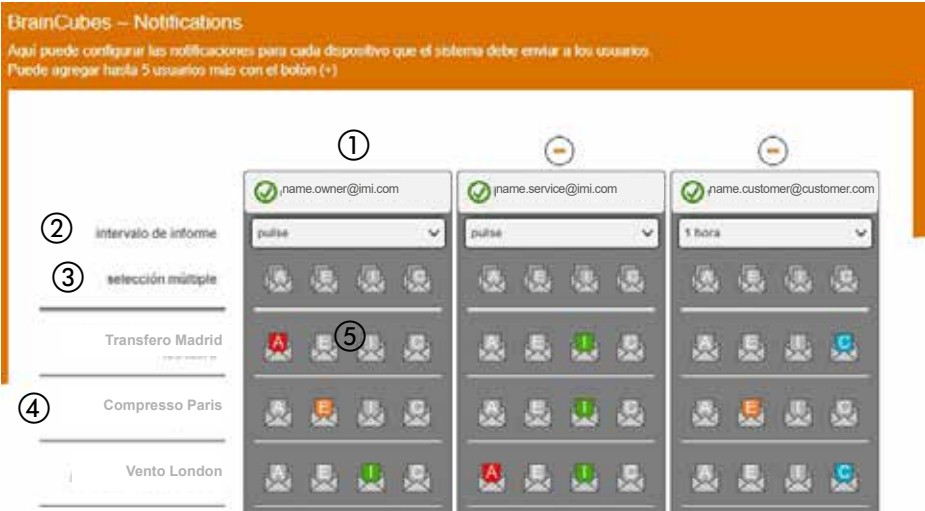 BrainCubes – Notifications
Aquí puede configurar las notificaciones para cada dispositivo que el sistema debe enviar a los usuarios.
Puede agregar hasta 5 usuarios más con el botón (+)
①
name.owner@imi.com name.service@imi.com name.customer@customer.com
② intervalo de informe pulse pulse 1 hora
③ selección múltiple A E I C A E I C A E I C
Transfero Madrid A E ⑤ I C A E I C A E I C
④ Compresso Paris A E I C A E I C A E I C
Vento London A E I C A E I C A E I C